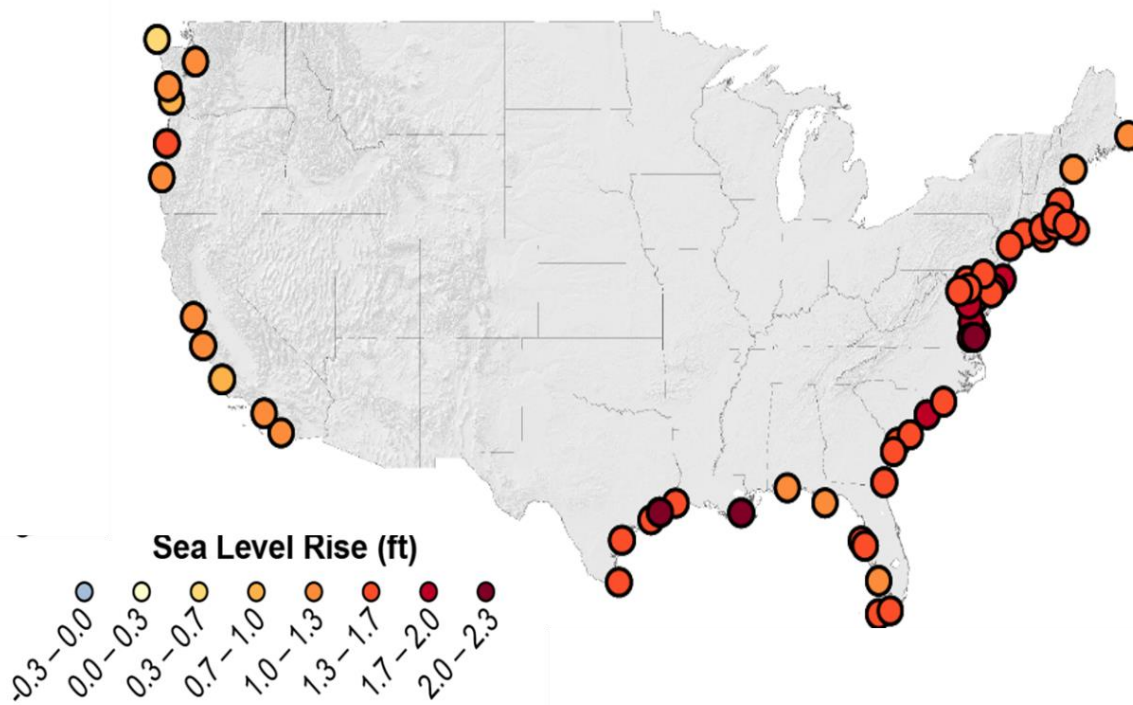 Sea Level Rise (ft)
-0.3 – 0.0
0.0 – 0.3
0.3 – 0.7
0.7 – 1.0
1.0 – 1.3
1.3 – 1.7
1.7 – 2.0
2.0 – 2.3